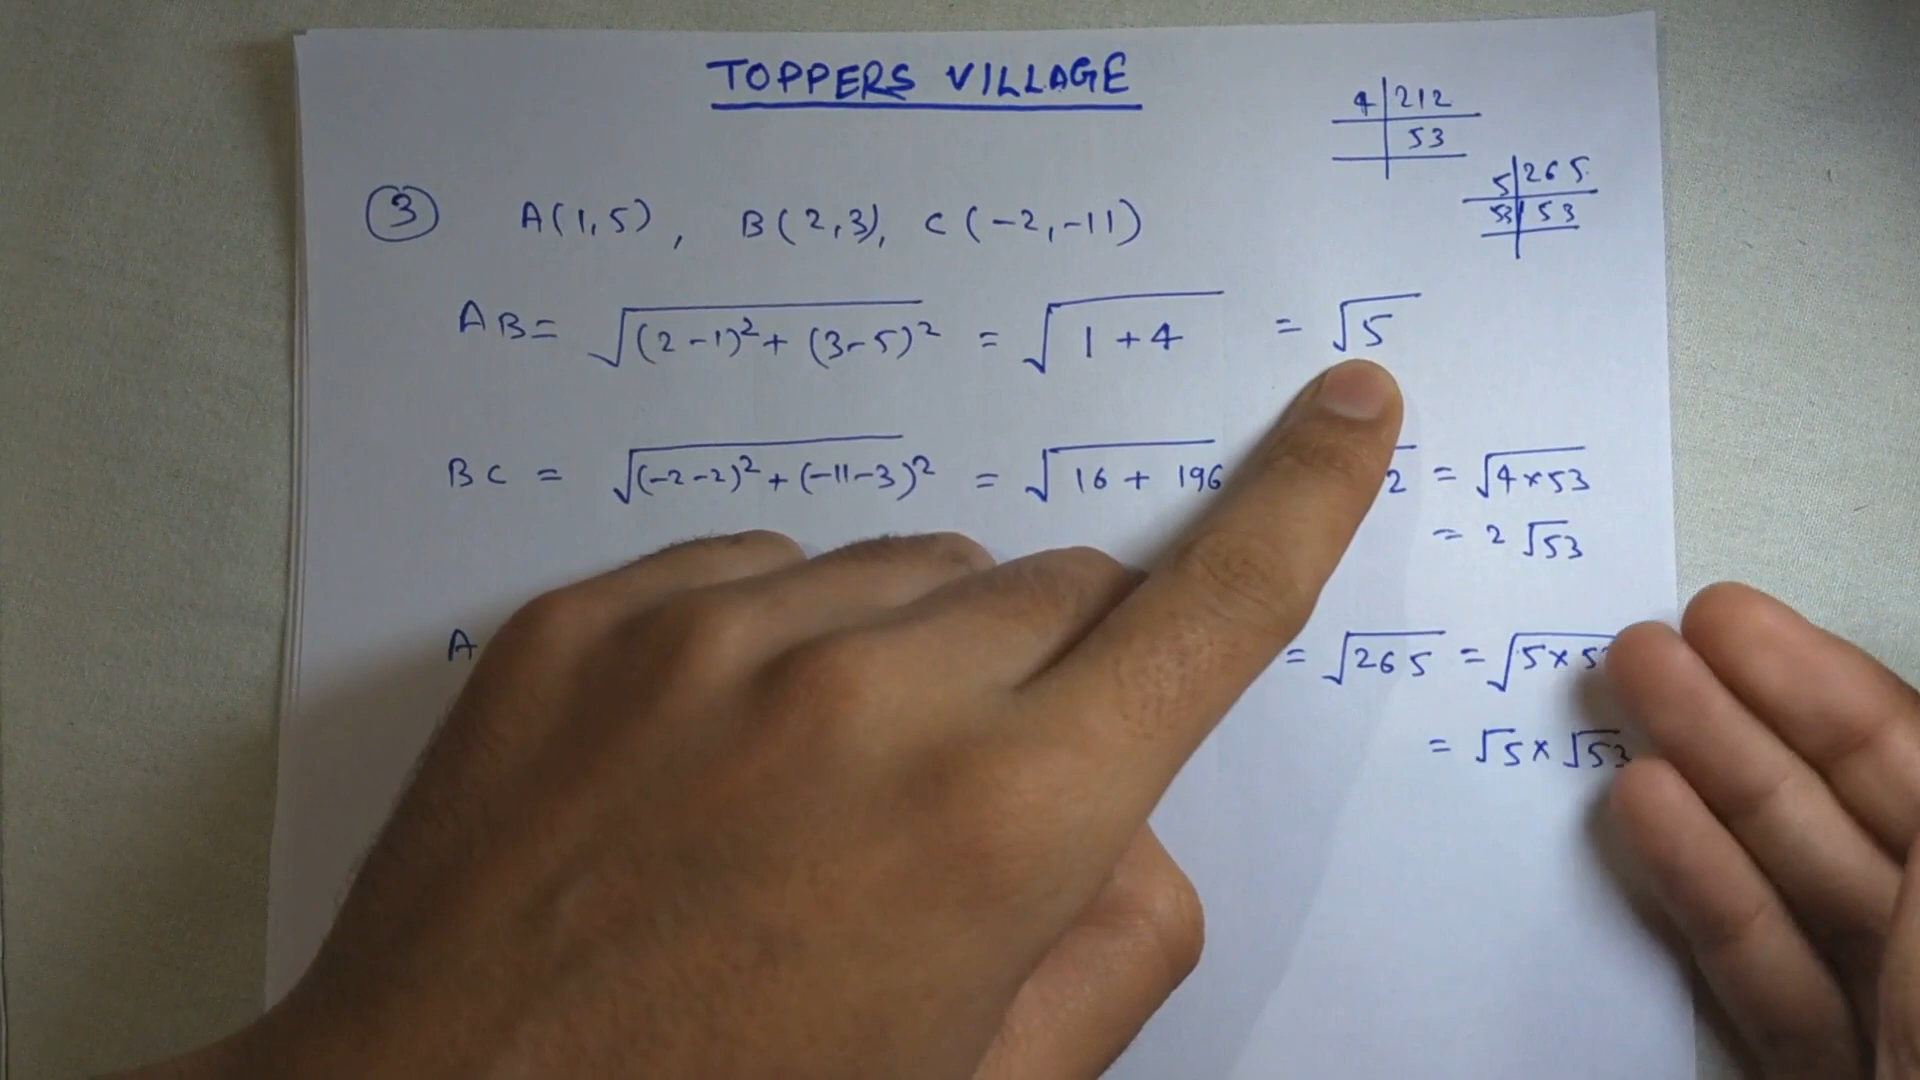 TOPPERS VILLAGE
4 | 212
53
5 | 265
53 | 53
③ A(1,5), B(2,3), C(-2,-11)
AB = √(2-1)²+(3-5)² = √1+4 = √5
BC = √(-2-2)²+(-11-3)² = √16+196 2 = √4×53
= 2√53
A = √265 = √5×5
= √5×√53